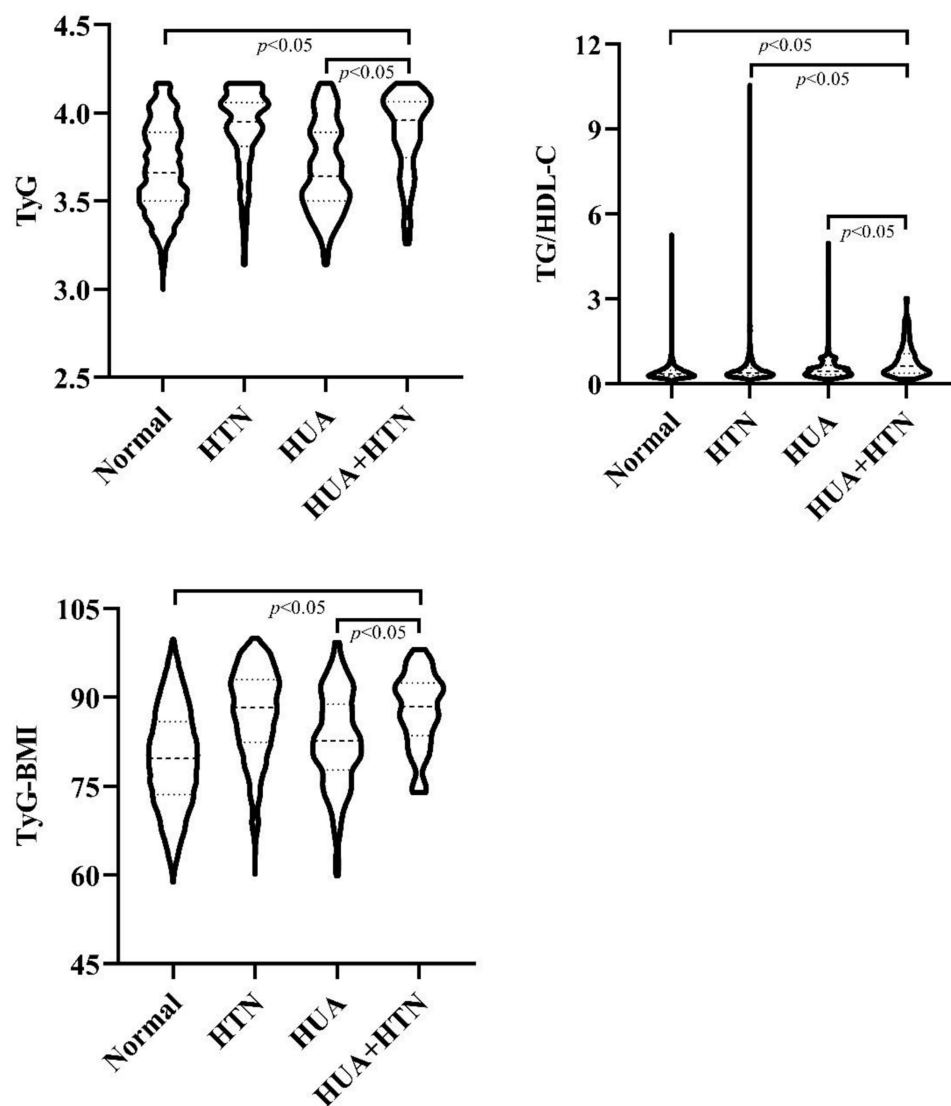 4.5
4.0
3.5
3.0
2.5
TyG
p<0.05
p<0.05
Normal
HTN
HUA
HUA+HTN
12
9
6
3
0
TG/HDL-C
p<0.05
p<0.05
p<0.05
Normal
HTN
HUA
HUA+HTN
105
90
75
60
45
TyG-BMI
p<0.05
p<0.05
Normal
HTN
HUA
HUA+HTN